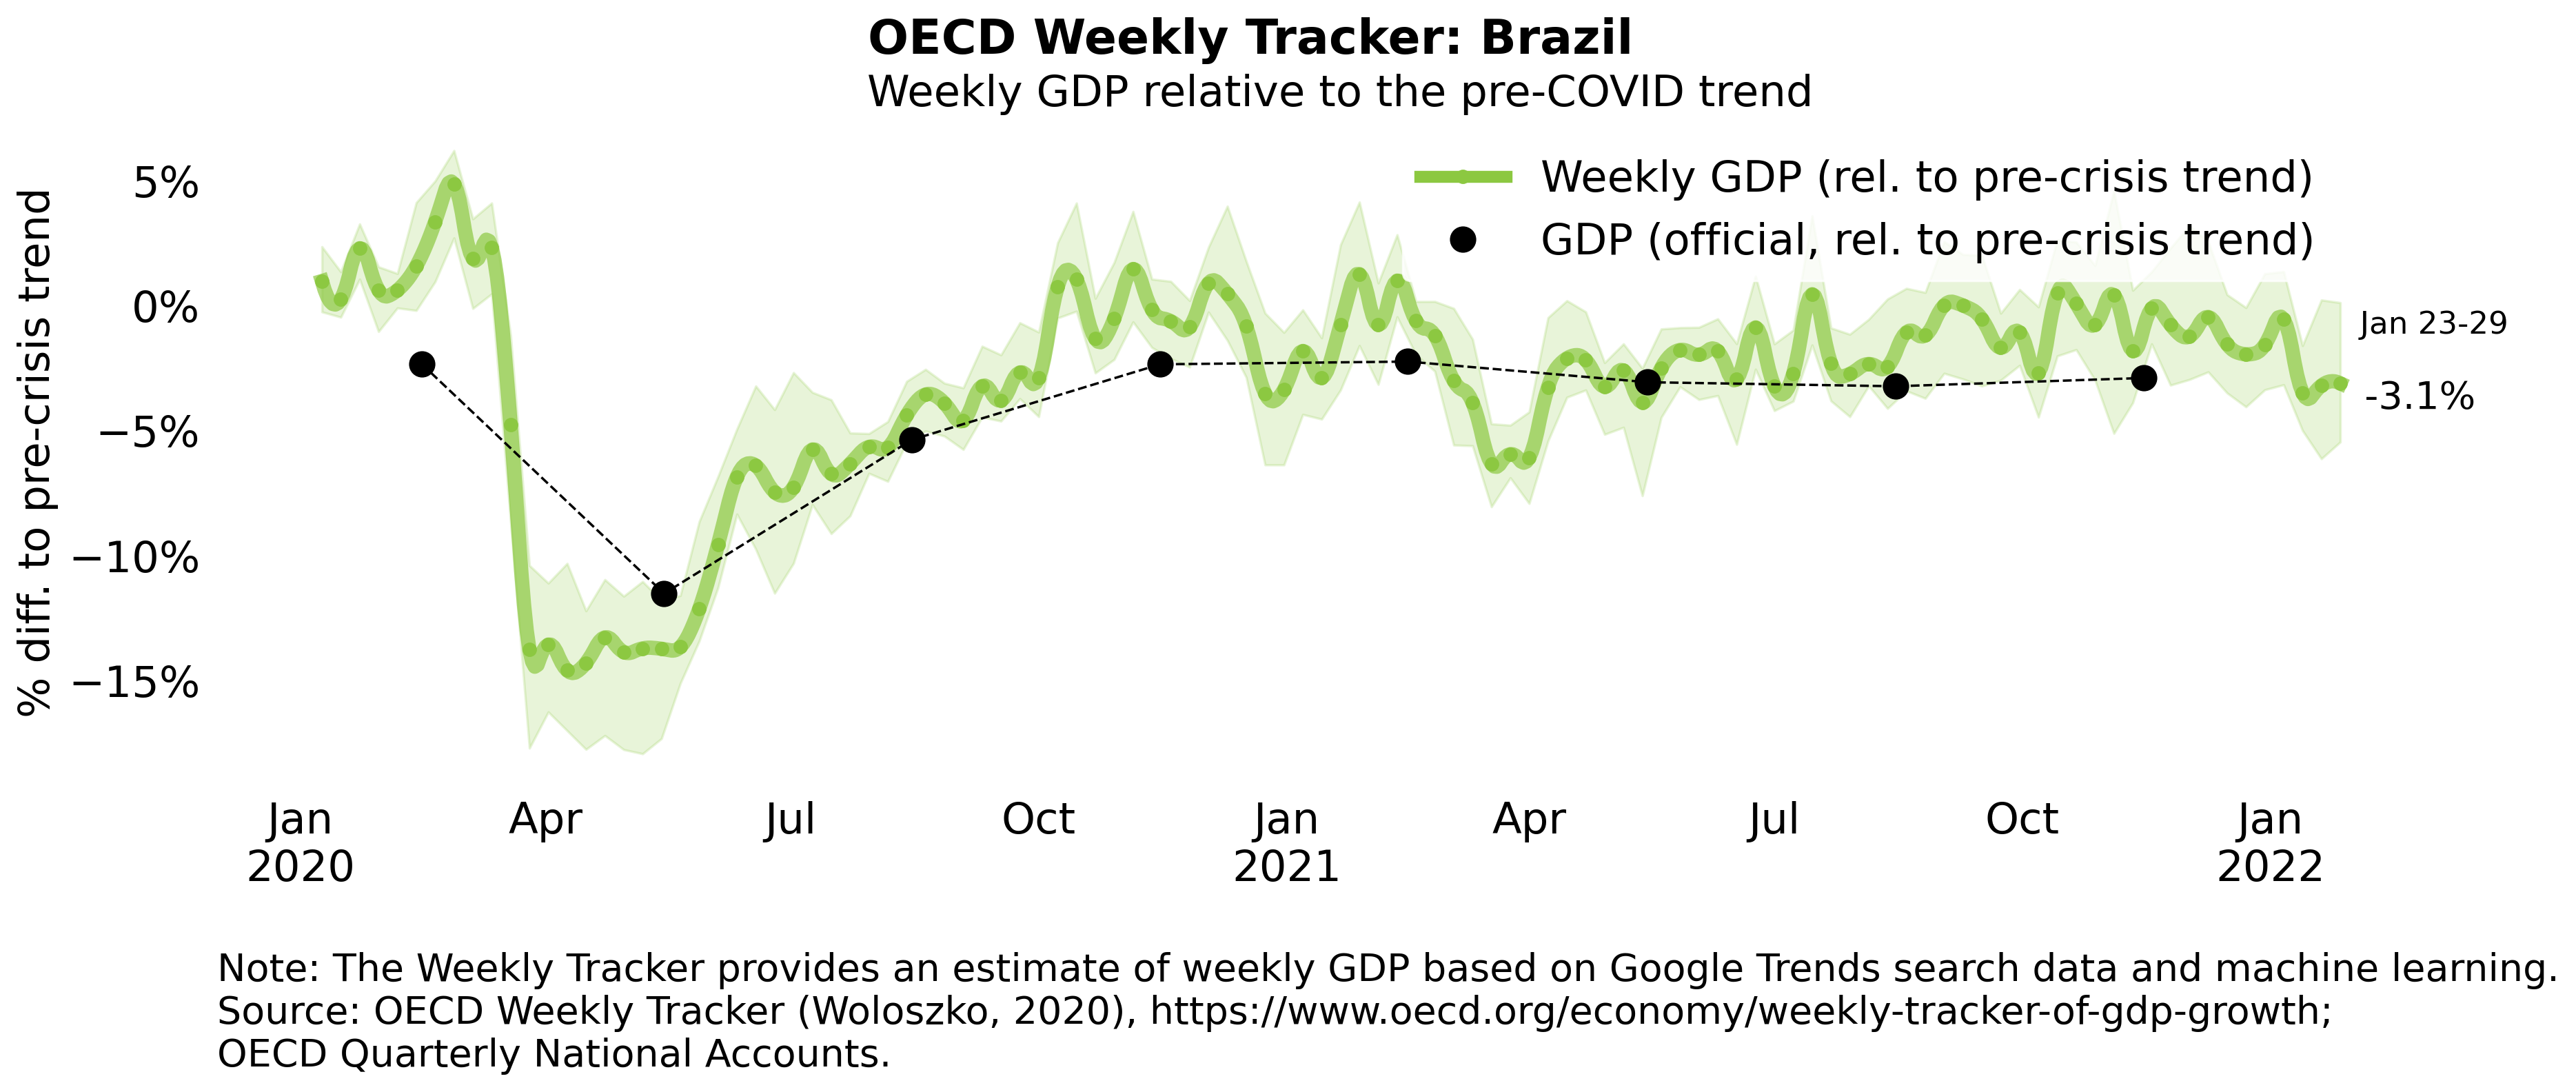 OECD Weekly Tracker: Brazil
Weekly GDP relative to the pre-COVID trend
% diff. to pre-crisis trend
5%
0%
−5%
−10%
−15%
Weekly GDP (rel. to pre-crisis trend)
GDP (official, rel. to pre-crisis trend)
Jan 23-29
-3.1%
Jan Apr Jul Oct Jan Apr Jul Oct Jan
2020 2021 2022
Note: The Weekly Tracker provides an estimate of weekly GDP based on Google Trends search data and machine learning.
Source: OECD Weekly Tracker (Woloszko, 2020), https://www.oecd.org/economy/weekly-tracker-of-gdp-growth;
OECD Quarterly National Accounts.